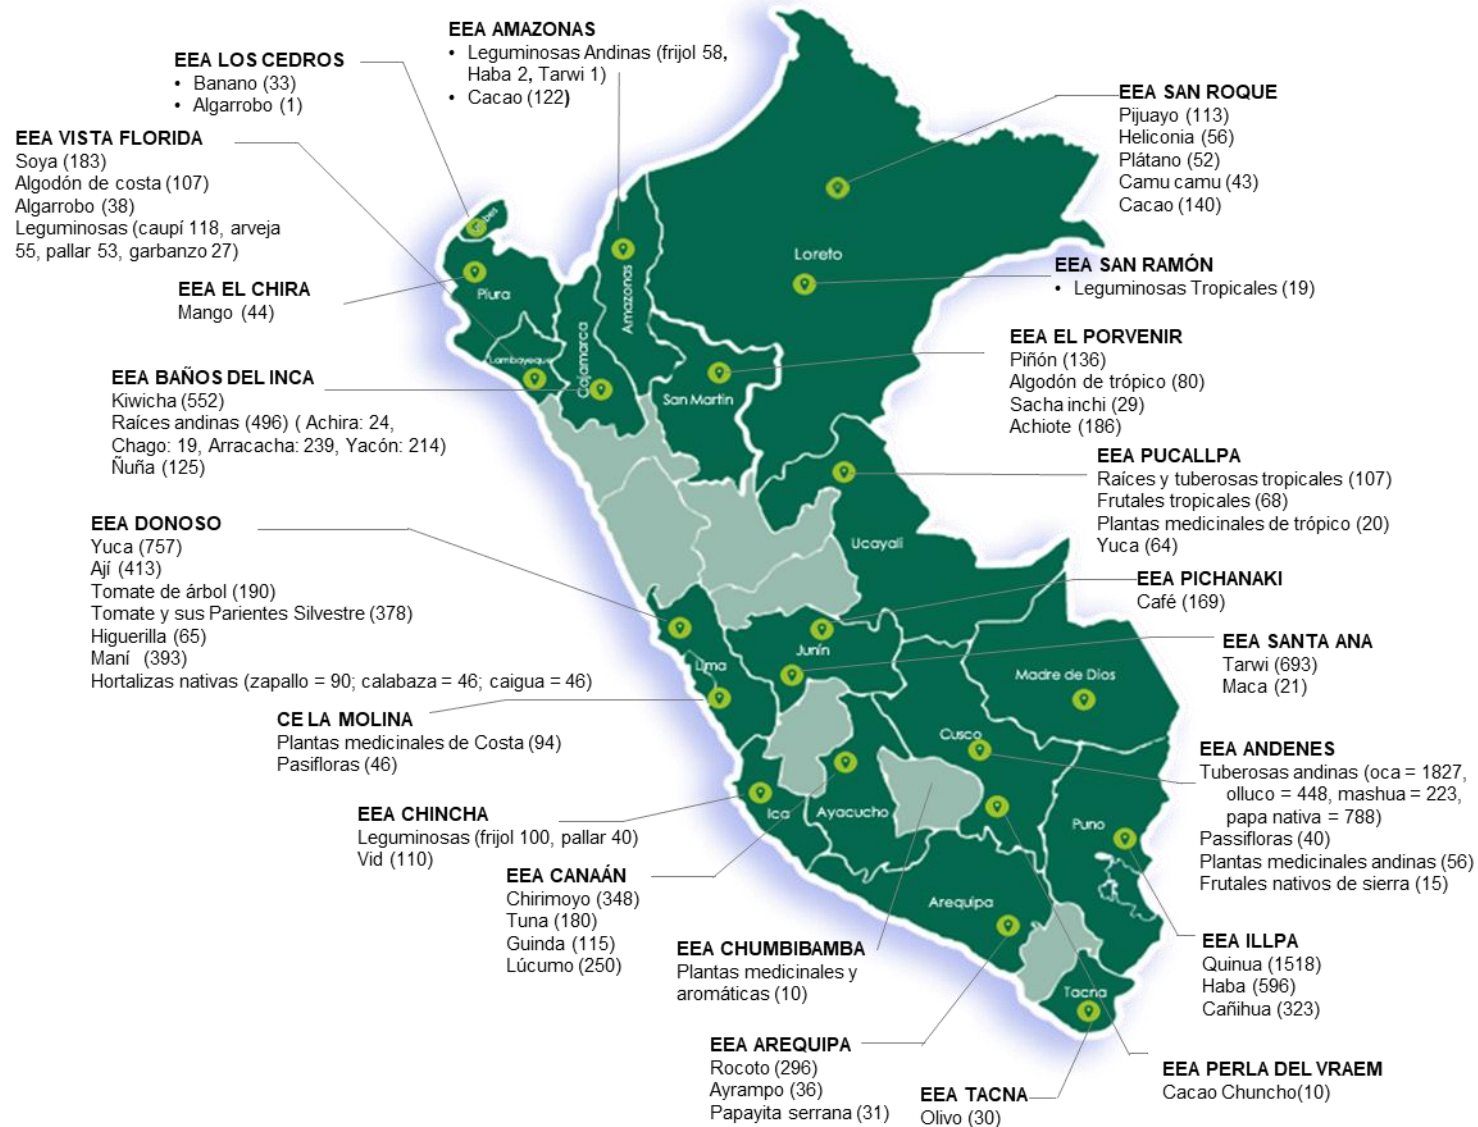 EEA AMAZONAS
• Leguminosas Andinas (frijol 58,
Haba 2, Tarwi 1)
• Cacao (122)
EEA LOS CEDROS
• Banano (33)
• Algarrobo (1)
EEA SAN ROQUE
Pijuayo (113)
Heliconia (56)
Plátano (52)
Camu camu (43)
Cacao (140)
EEA VISTA FLORIDA
Soya (183)
Algodón de costa (107)
Algarrobo (38)
Leguminosas (caupí 118, arveja
55, pallar 53, garbanzo 27)
EEA SAN RAMÓN
• Leguminosas Tropicales (19)
EEA EL CHIRA
Mango (44)
EEA EL PORVENIR
Piñón (136)
Algodón de trópico (80)
Sacha inchi (29)
Achiote (186)
EEA BAÑOS DEL INCA
Kiwicha (552)
Raíces andinas (496) ( Achira: 24,
Chago: 19, Arracacha: 239, Yacón: 214)
Ñuña (125)
EEA PUCALLPA
Raíces y tuberosas tropicales (107)
Frutales tropicales (68)
Plantas medicinales de trópico (20)
Yuca (64)
EEA DONOSO
Yuca (757)
Ají (413)
Tomate de árbol (190)
Tomate y sus Parientes Silvestre (378)
Higuerilla (65)
Maní (393)
Hortalizas nativas (zapallo = 90; calabaza = 46; caigua = 46)
EEA PICHANAKI
Café (169)
EEA SANTA ANA
Tarwi (693)
Maca (21)
CE LA MOLINA
Plantas medicinales de Costa (94)
Pasifloras (46)
EEA ANDENES
Tuberosas andinas (oca = 1827,
olluco = 448, mashua = 223,
papa nativa = 788)
Passifloras (40)
Plantas medicinales andinas (56)
Frutales nativos de sierra (15)
EEA CHINCHA
Leguminosas (frijol 100, pallar 40)
Vid (110)
EEA CANAÁN
Chirimoyo (348)
Tuna (180)
Guinda (115)
Lúcumo (250)
EEA CHUMBIBAMBA
Plantas medicinales y
aromáticas (10)
EEA ILLPA
Quinua (1518)
Haba (596)
Cañihua (323)
EEA AREQUIPA
Rocoto (296)
Ayrampo (36)
Papayita serrana (31)
EEA TACNA
Olivo (30)
EEA PERLA DEL VRAEM
Cacao Chuncho(10)
Loreto
Piura
Amazonas
Cajamarca
Lambayeque
San Martin
Ucayali
Junín
Lima
Madre de Dios
Cusco
Ica
Ayacucho
Puno
Arequipa
Tacna